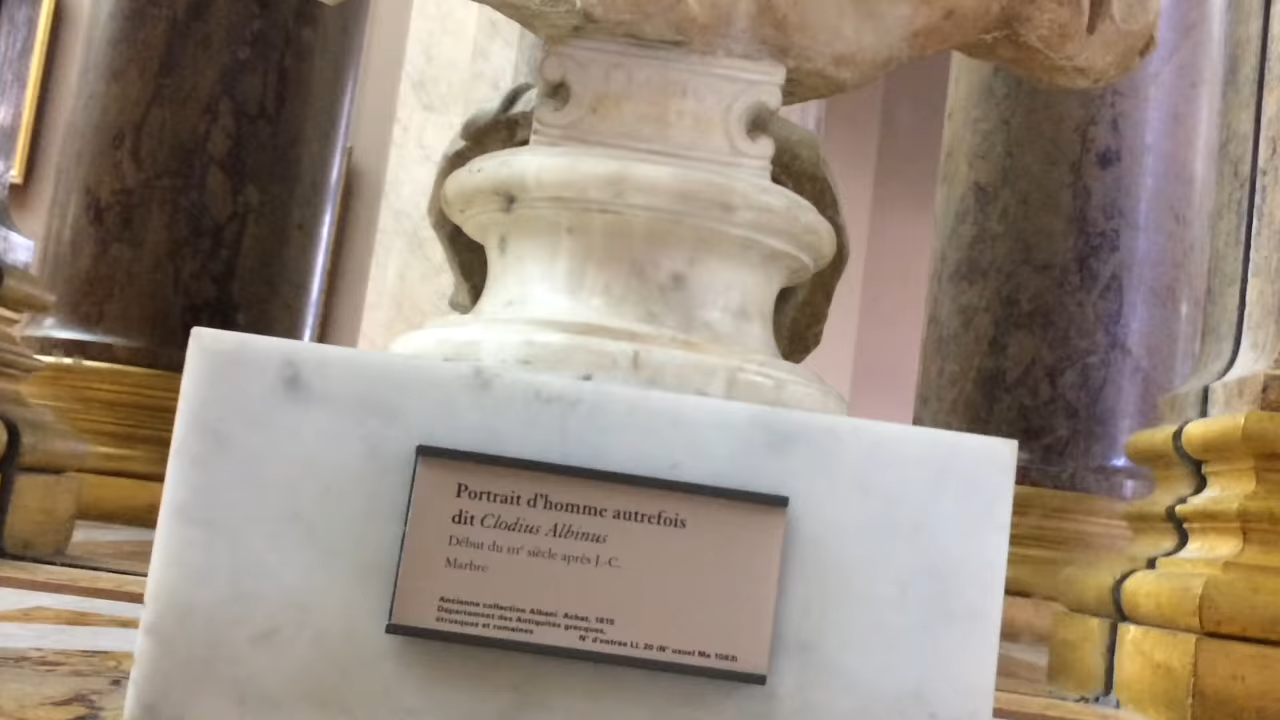 Portrait d'homme autrefois
dit Clodius Albinus
Début du IIIᵉ siècle après J.-C.
Marbre
Ancienne collection Albani. Achat, 1815
Département des Antiquités grecques,
étrusques et romaines N° d'entrée LL 20 (N° usuel Ma 1083)